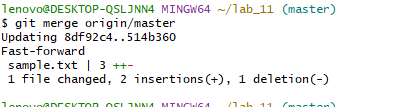 lenovo@DESKTOP-QSLJNN4 MINGW64 ~/lab_11 (master)
$ git merge origin/master
Updating 8df92c4..514b360
Fast-forward
 sample.txt | 3 ++-
 1 file changed, 2 insertions(+), 1 deletion(-)
lenovo@DESKTOP-QSLJNN4 MINGW64 ~/lab_11 (master)